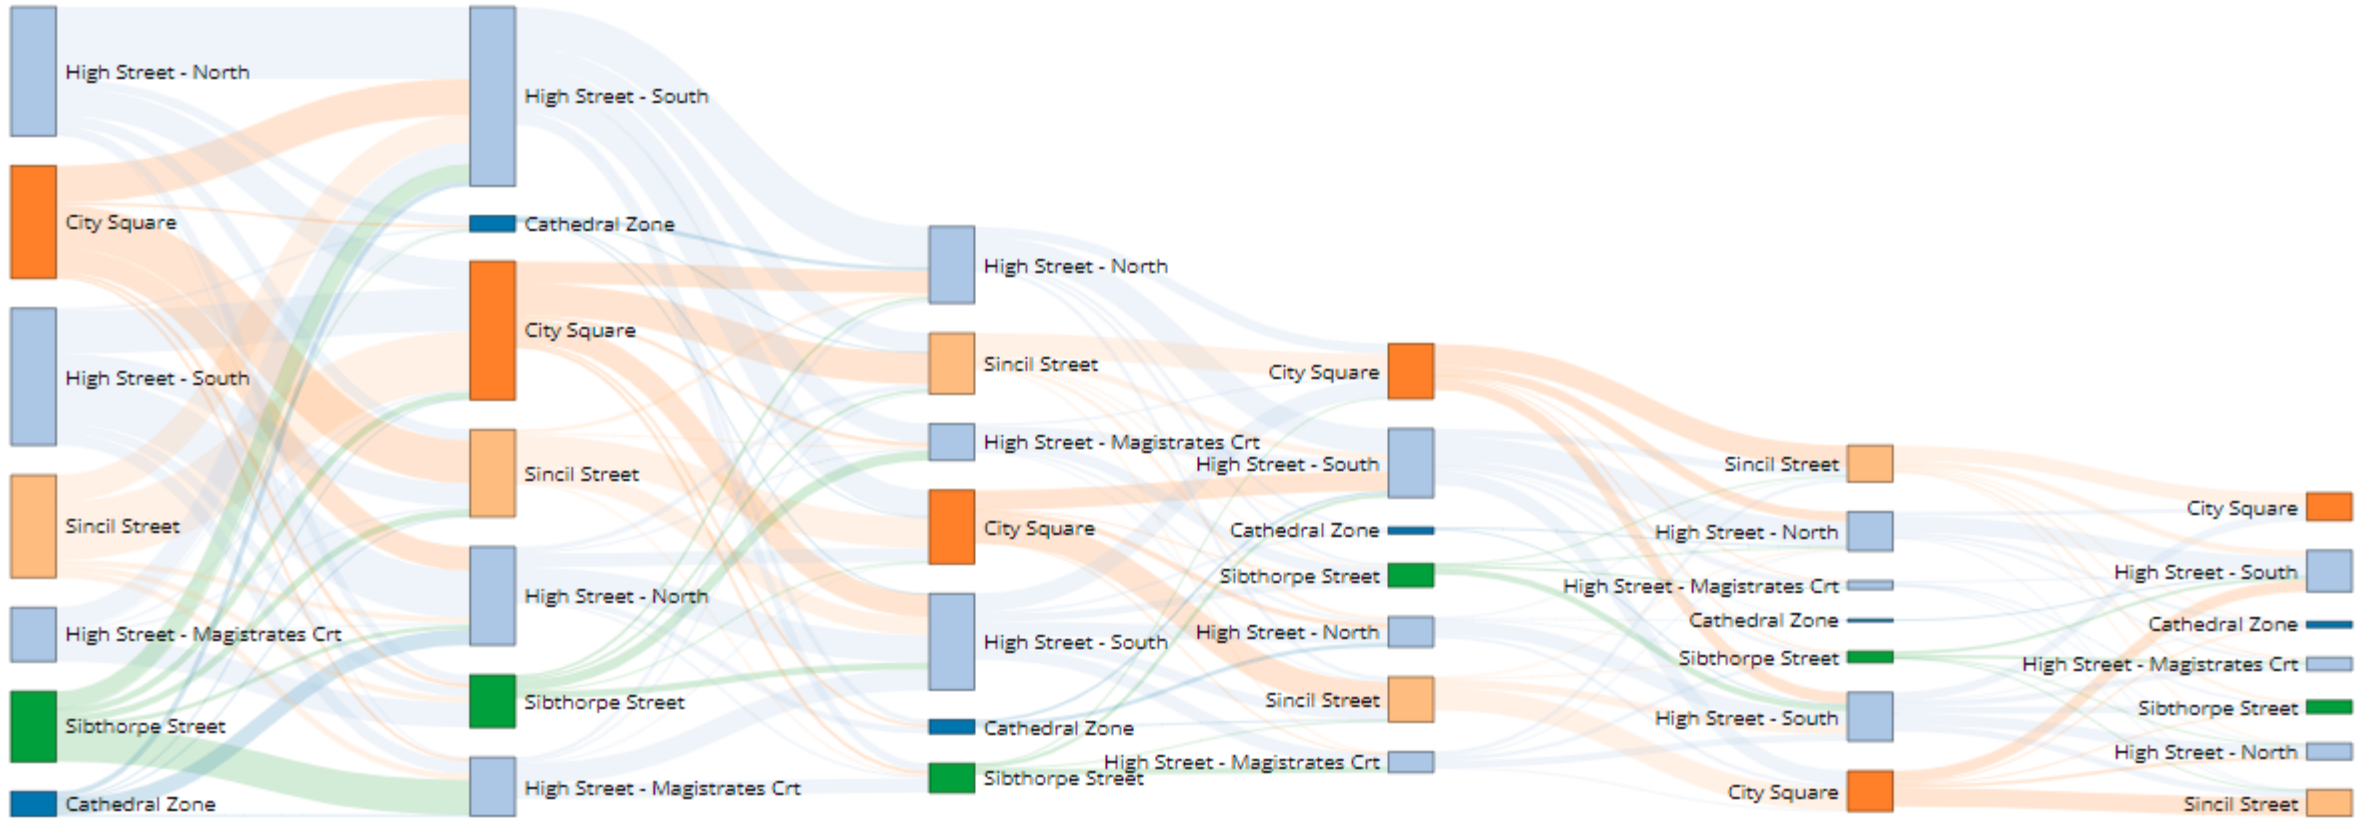 High Street - North
City Square
High Street - South
Sincil Street
High Street - Magistrates Crt
Sibthorpe Street
Cathedral Zone
High Street - South
Cathedral Zone
City Square
Sincil Street
High Street - North
Sibthorpe Street
High Street - Magistrates Crt
High Street - North
Sincil Street
High Street - Magistrates Crt
City Square
High Street - South
Cathedral Zone
Sibthorpe Street
City Square
High Street - South
Cathedral Zone
Sibthorpe Street
High Street - North
Sincil Street
High Street - Magistrates Crt
Sincil Street
High Street - North
High Street - Magistrates Crt
Cathedral Zone
Sibthorpe Street
High Street - South
City Square
City Square
High Street - South
Cathedral Zone
High Street - Magistrates Crt
Sibthorpe Street
High Street - North
Sincil Street